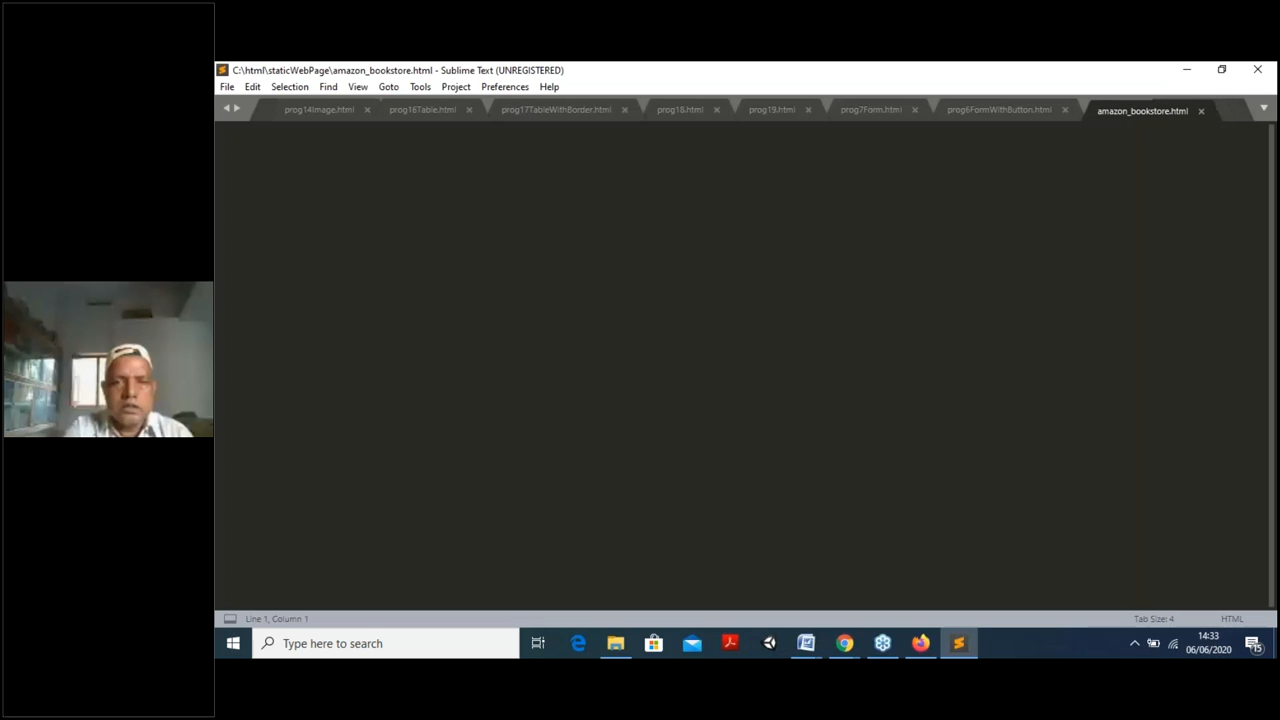 C:\html\staticWebPage\amazon_bookstore.html - Sublime Text (UNREGISTERED)
File Edit Selection Find View Goto Tools Project Preferences Help
prog14Image.html prog16Table.html prog17TableWithBorder.html prog18.html prog19.html prog7Form.html prog6FormWithButton.html amazon_bookstore.html
Line 1, Column 1 Tab Size: 4 HTML
Type here to search
14:33
06/06/2020
15